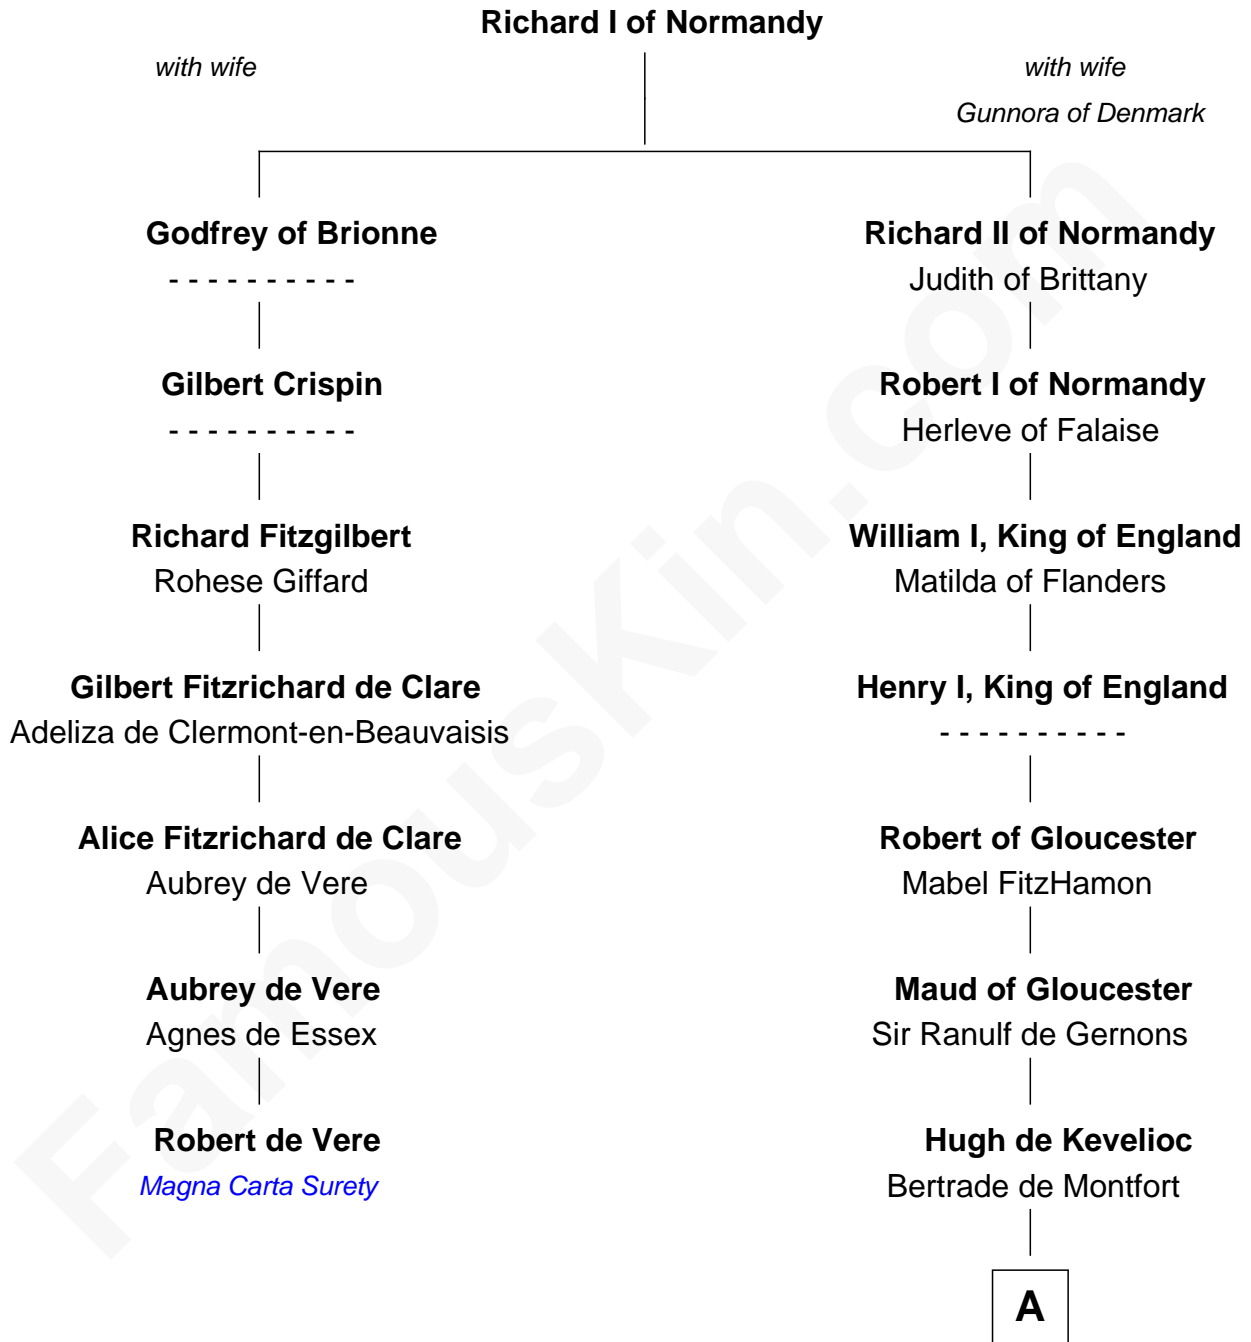 Richard I of Normandy
with wife
with wife
Gunnora of Denmark
Godfrey of Brionne
- - - - - - - - - -
Gilbert Crispin
- - - - - - - - - -
Richard Fitzgilbert
Rohese Giffard
Gilbert Fitzrichard de Clare
Adeliza de Clermont-en-Beauvaisis
Alice Fitzrichard de Clare
Aubrey de Vere
Aubrey de Vere
Agnes de Essex
Robert de Vere
Magna Carta Surety
Richard II of Normandy
Judith of Brittany
Robert I of Normandy
Herleve of Falaise
William I, King of England
Matilda of Flanders
Henry I, King of England
- - - - - - - - - -
Robert of Gloucester
Mabel FitzHamon
Maud of Gloucester
Sir Ranulf de Gernons
Hugh de Kevelioc
Bertrade de Montfort
A
FamousKin.com